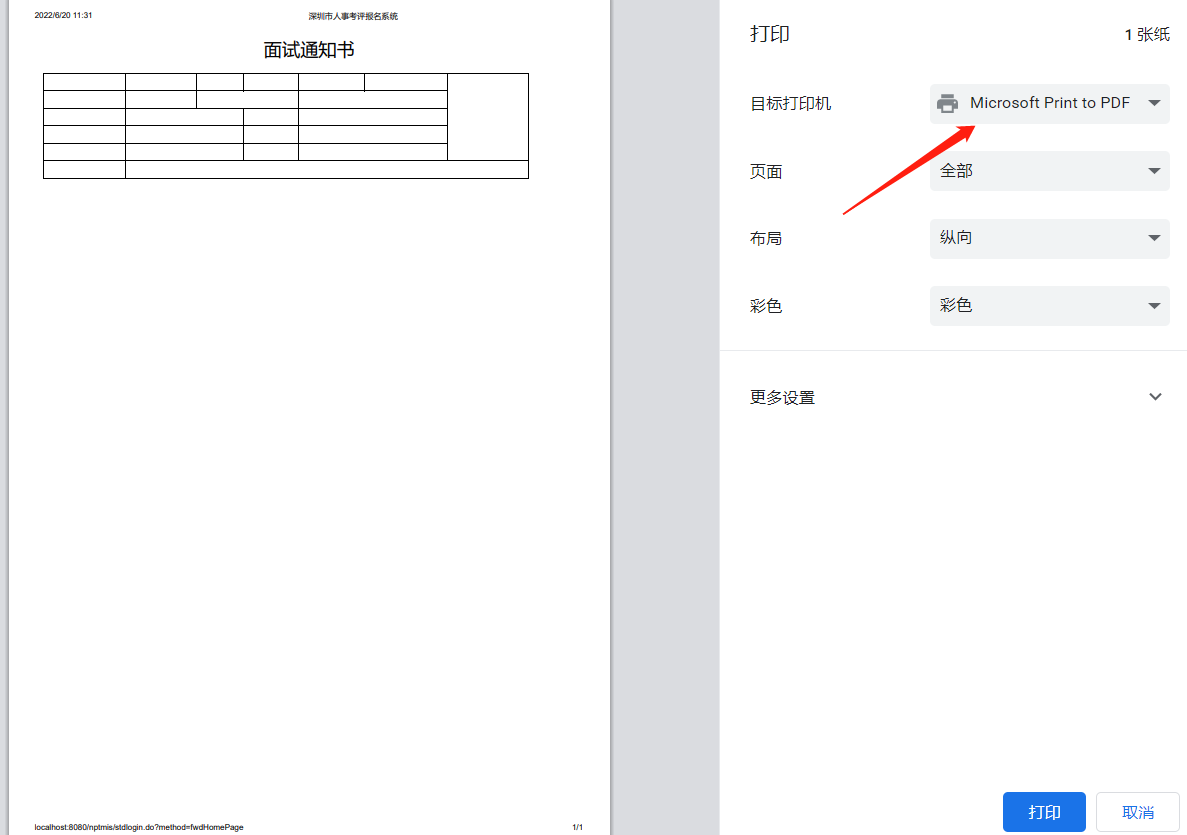 2022/6/20 11:31
深圳市人事考评报名系统
面试通知书
localhost:8080/nptmis/stdlogin.do?method=fwdHomePage
1/1
打印
1 张纸
目标打印机
Microsoft Print to PDF
页面
全部
布局
纵向
彩色
彩色
更多设置
打印
取消